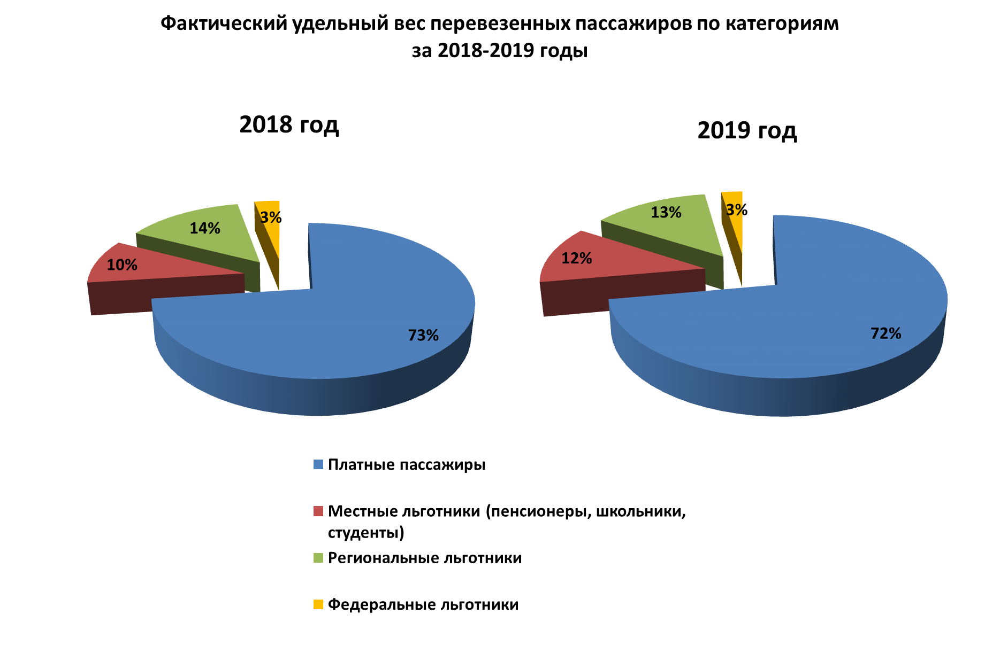 Фактический удельный вес перевезенных пассажиров по категориям
за 2018-2019 годы
2018 год
3%
14%
10%
73%
2019 год
3%
13%
12%
72%
Платные пассажиры
Местные льготники (пенсионеры, школьники,
студенты)
Региональные льготники
Федеральные льготники